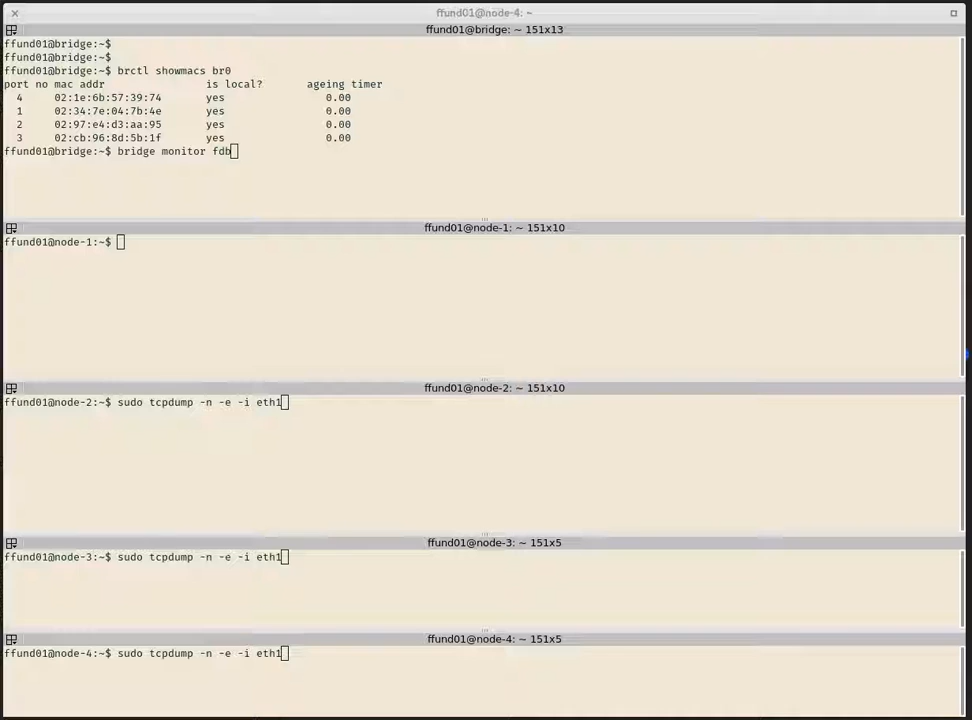 ffund01@node-4: ~
ffund01@bridge: ~ 151x13
ffund01@bridge:~$
ffund01@bridge:~$
ffund01@bridge:~$ brctl showmacs br0
port no mac addr is local? ageing timer
4 02:1e:6b:57:39:74 yes 0.00
1 02:34:7e:04:7b:4e yes 0.00
2 02:97:e4:d3:aa:95 yes 0.00
3 02:cb:96:8d:5b:1f yes 0.00
ffund01@bridge:~$ bridge monitor fdb
ffund01@node-1: ~ 151x10
ffund01@node-1:~$
ffund01@node-2: ~ 151x10
ffund01@node-2:~$ sudo tcpdump -n -e -i eth1
ffund01@node-3: ~ 151x5
ffund01@node-3:~$ sudo tcpdump -n -e -i eth1
ffund01@node-4: ~ 151x5
ffund01@node-4:~$ sudo tcpdump -n -e -i eth1